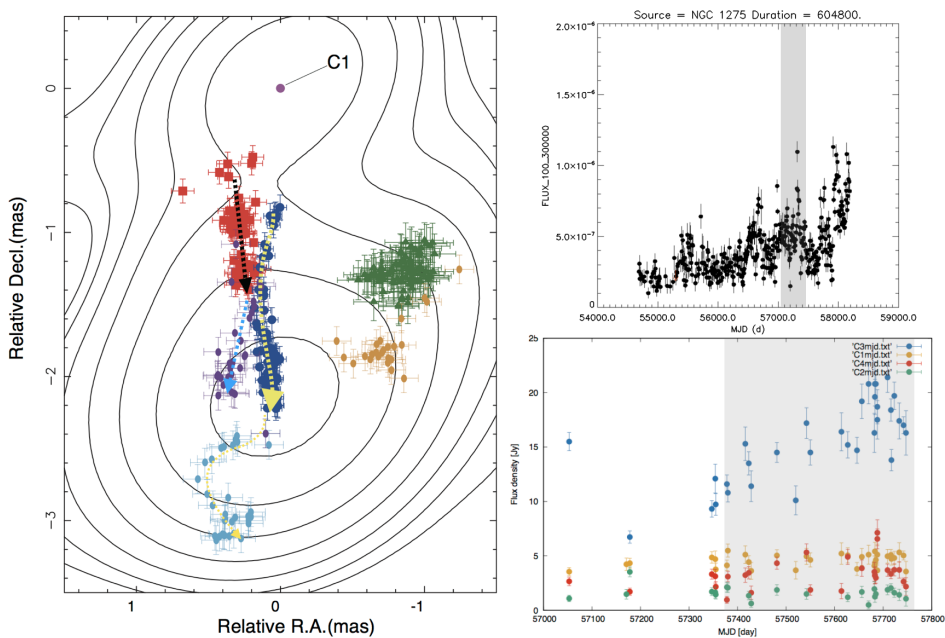 C1
0
-1
-2
-3
Relative Decl.(mas)
1
0
-1
Relative R.A.(mas)
Source = NGC 1275 Duration = 604800.
2.0×10⁻⁶
1.5×10⁻⁶
1.0×10⁻⁶
5.0×10⁻⁷
0
FLUX_100_300000
54000.0 55000.0 56000.0 57000.0 58000.0 59000.0
MJD (d)
25
20
15
10
5
0
Flux density [Jy]
'C3mjd.txt'
'C1mjd.txt'
'C4mjd.txt'
'C2mjd.txt'
57000 57100 57200 57300 57400 57500 57600 57700 57800
MJD [day]